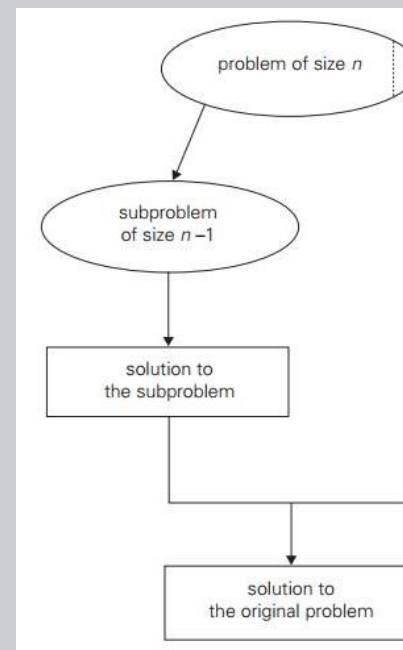 problem of size n
subproblem
of size n–1
solution to
the subproblem
solution to
the original problem